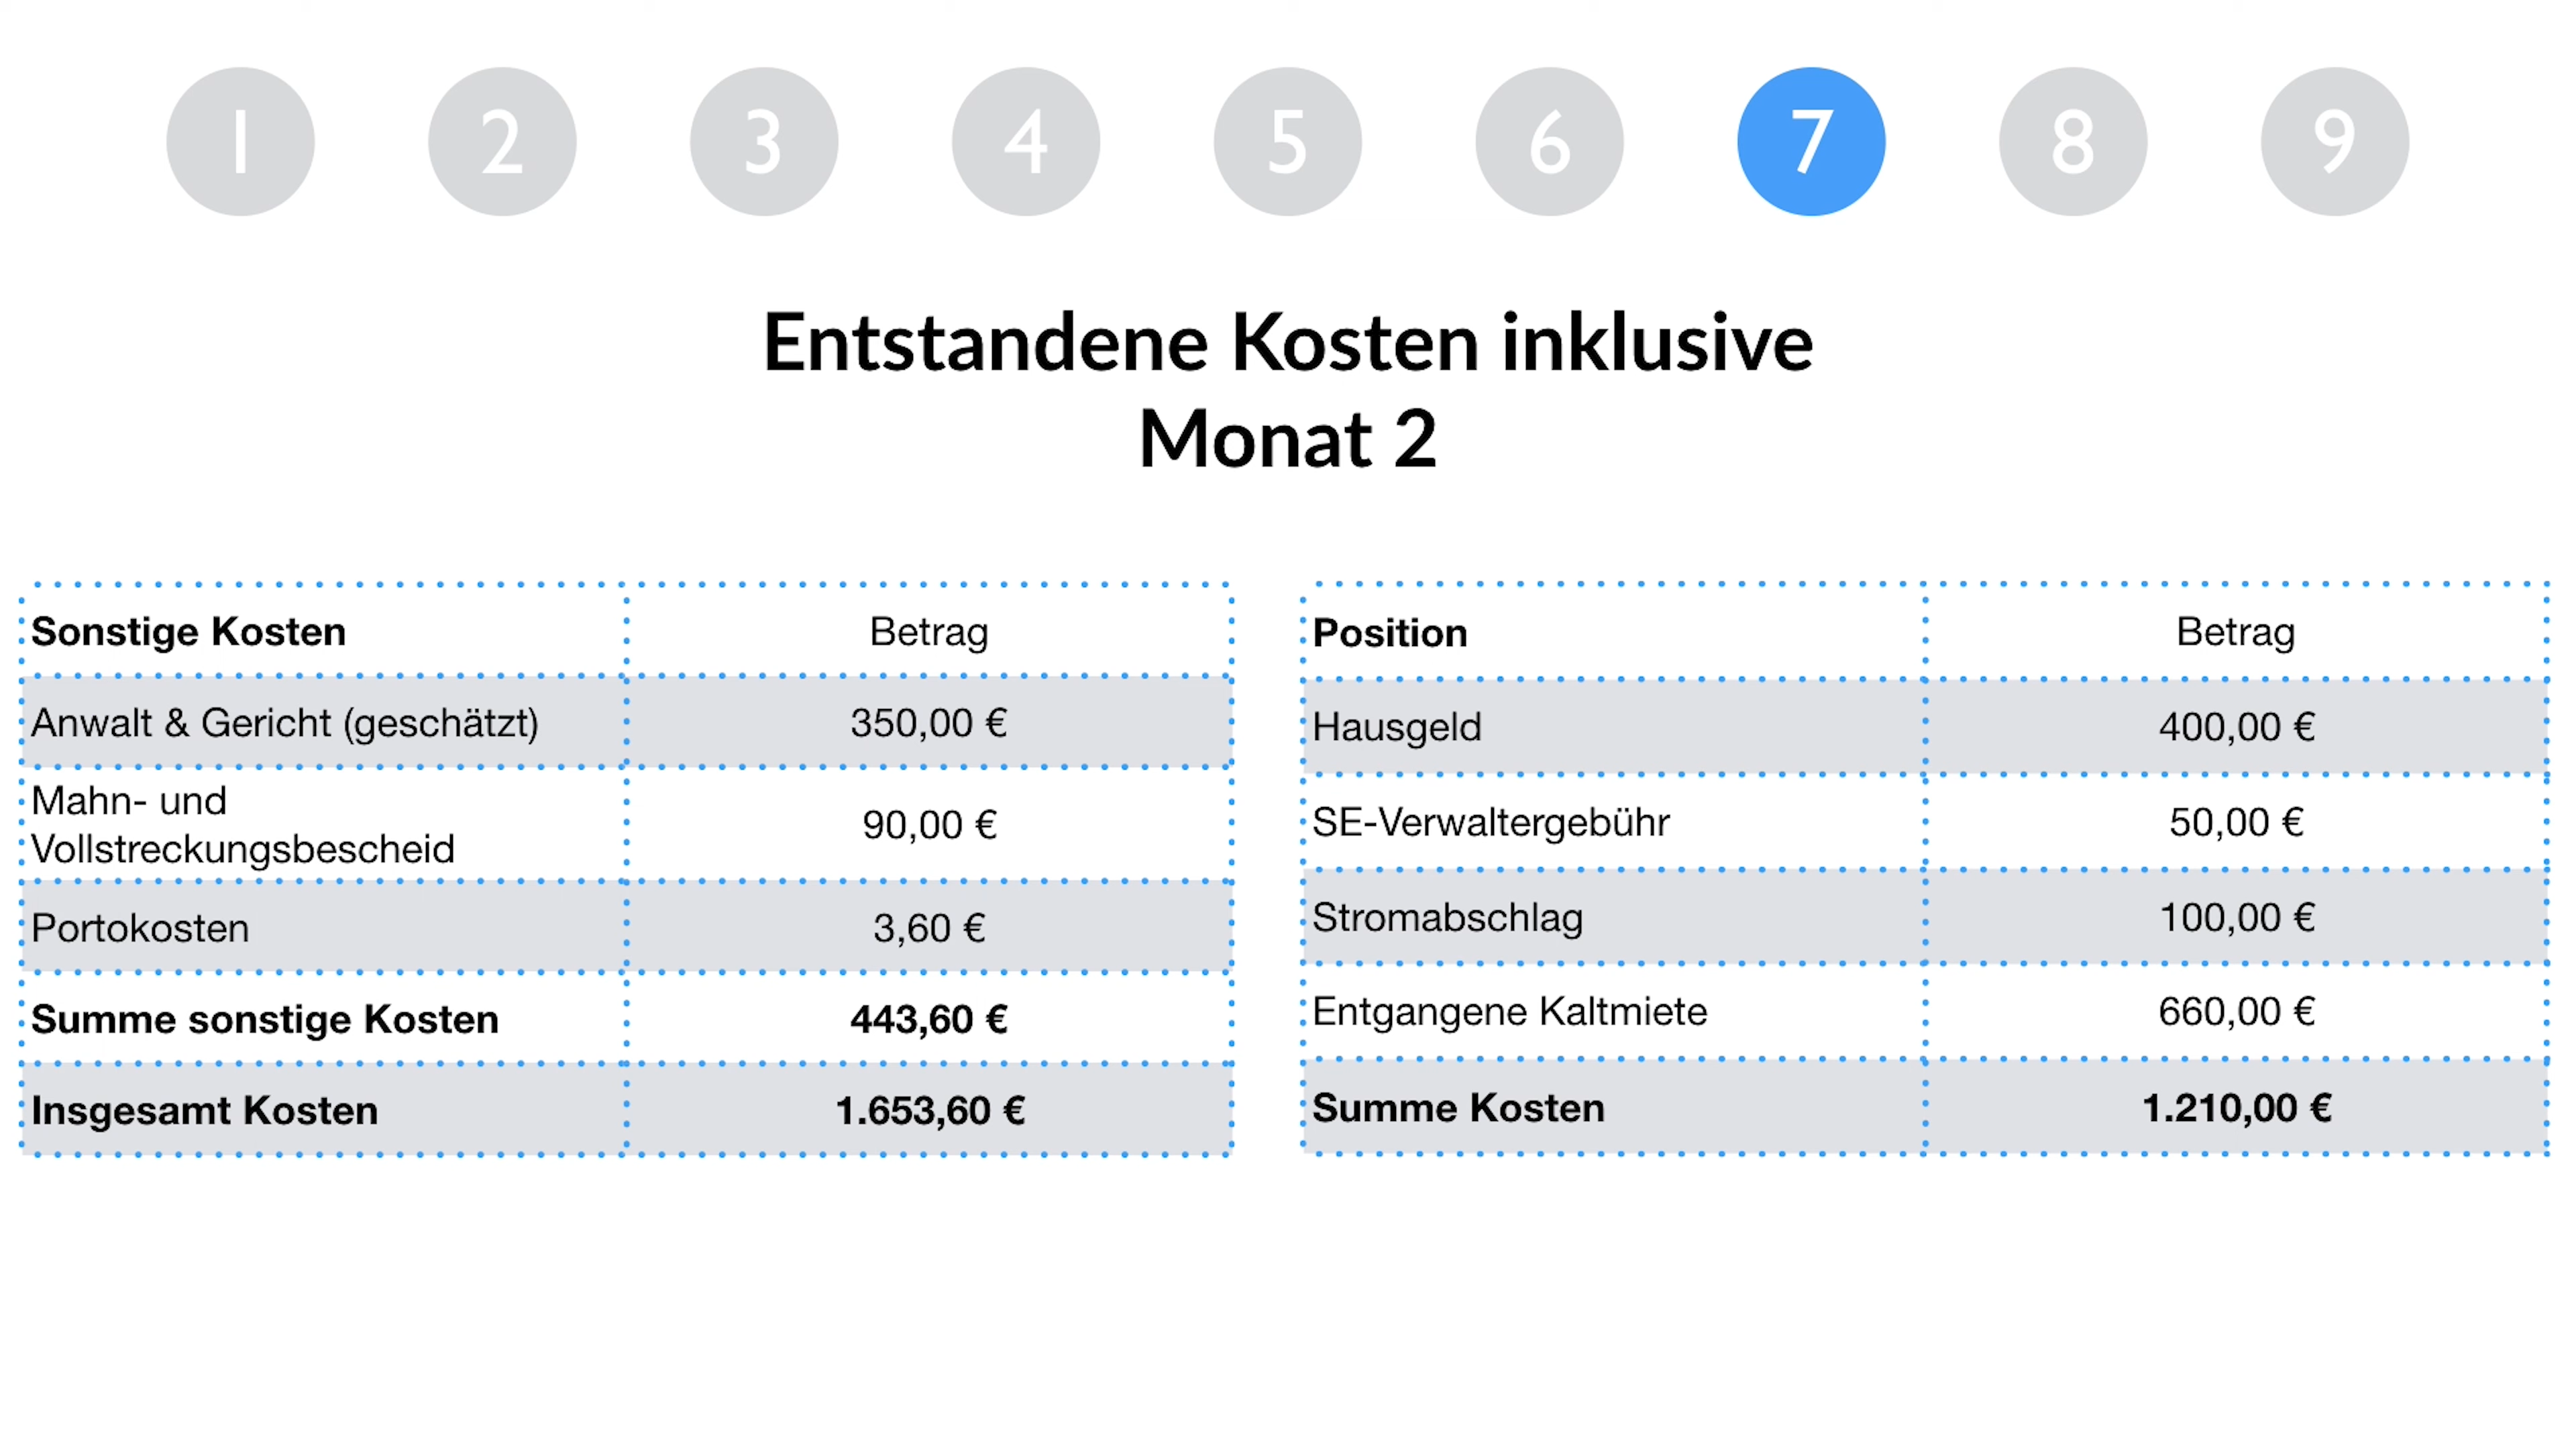 1 2 3 4 5 6 7 8 9
Entstandene Kosten inklusive
Monat 2
Sonstige Kosten Betrag
Anwalt & Gericht (geschätzt) 350,00 €
Mahn- und
Vollstreckungsbescheid 90,00 €
Portokosten 3,60 €
Summe sonstige Kosten 443,60 €
Insgesamt Kosten 1.653,60 €
Position Betrag
Hausgeld 400,00 €
SE-Verwaltergebühr 50,00 €
Stromabschlag 100,00 €
Entgangene Kaltmiete 660,00 €
Summe Kosten 1.210,00 €